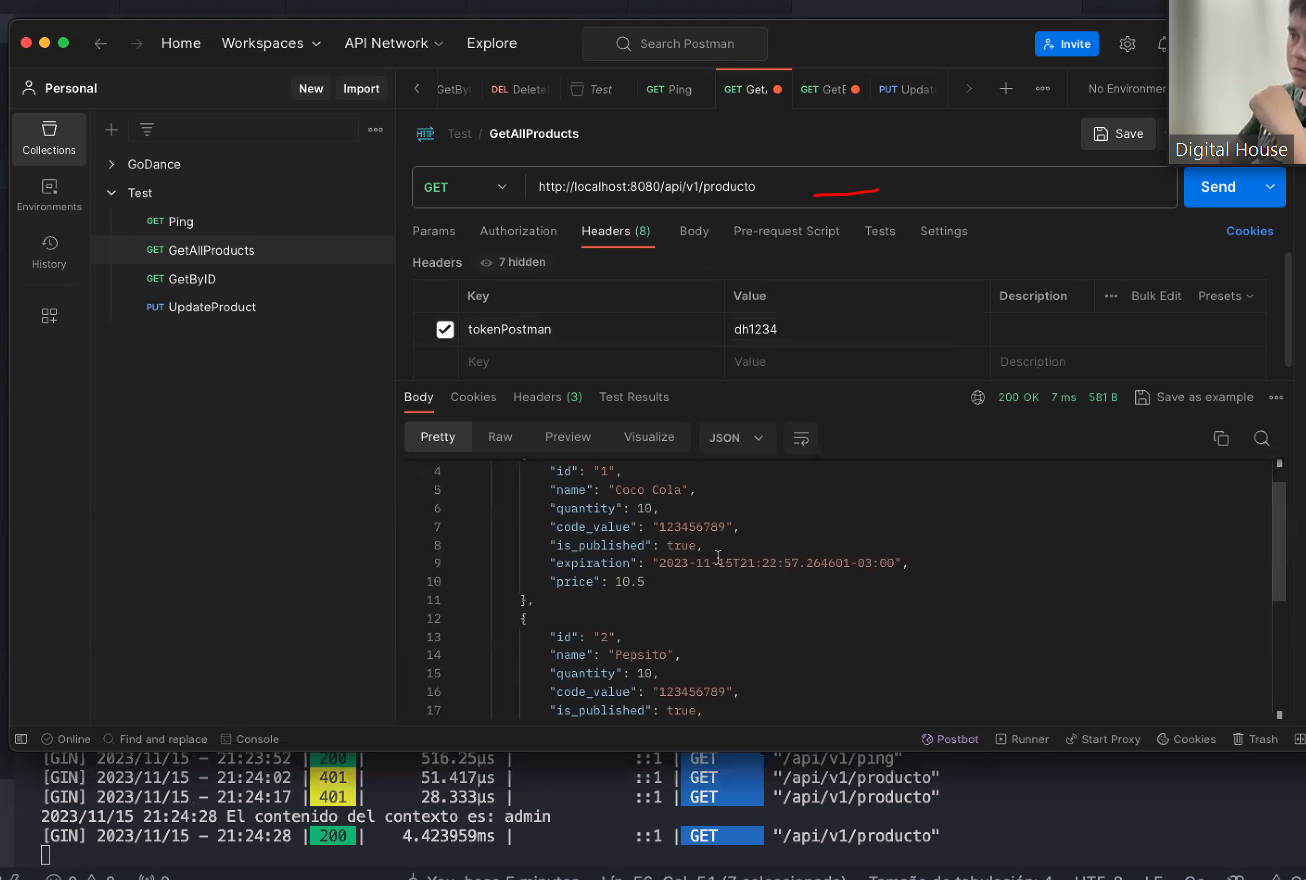 Home Workspaces API Network Explore Search Postman Invite
Personal New Import DEL Delete Test GET Ping GET GetA GET GetB PUT Updat No Environmen
Collections
Environments
History
GoDance
Test
GET Ping
GET GetAllProducts
GET GetByID
PUT UpdateProduct
HTTP Test / GetAllProducts Save
Digital House
GET http://localhost:8080/api/v1/producto Send
Params Authorization Headers (8) Body Pre-request Script Tests Settings Cookies
Headers 7 hidden
Key Value Description Bulk Edit Presets
tokenPostman dh1234
Key Value Description
Body Cookies Headers (3) Test Results 200 OK 7 ms 581 B Save as example
Pretty Raw Preview Visualize JSON
4 "id": "1",
5 "name": "Coco Cola",
6 "quantity": 10,
7 "code_value": "123456789",
8 "is_published": true,
9 "expiration": "2023-11-15T21:22:57.264601-03:00",
10 "price": 10.5
11 },
12 {
13 "id": "2",
14 "name": "Pepsito",
15 "quantity": 10,
16 "code_value": "123456789",
17 "is_published": true,
Online Find and replace Console Postbot Runner Start Proxy Cookies Trash
[GIN] 2023/11/15 - 21:23:52 | 200 | 516.25µs | ::1 | GET "/api/v1/ping"
[GIN] 2023/11/15 - 21:24:02 | 401 | 51.417µs | ::1 | GET "/api/v1/producto"
[GIN] 2023/11/15 - 21:24:17 | 401 | 28.333µs | ::1 | GET "/api/v1/producto"
2023/11/15 21:24:28 El contenido del contexto es: admin
[GIN] 2023/11/15 - 21:24:28 | 200 | 4.423959ms | ::1 | GET "/api/v1/producto"